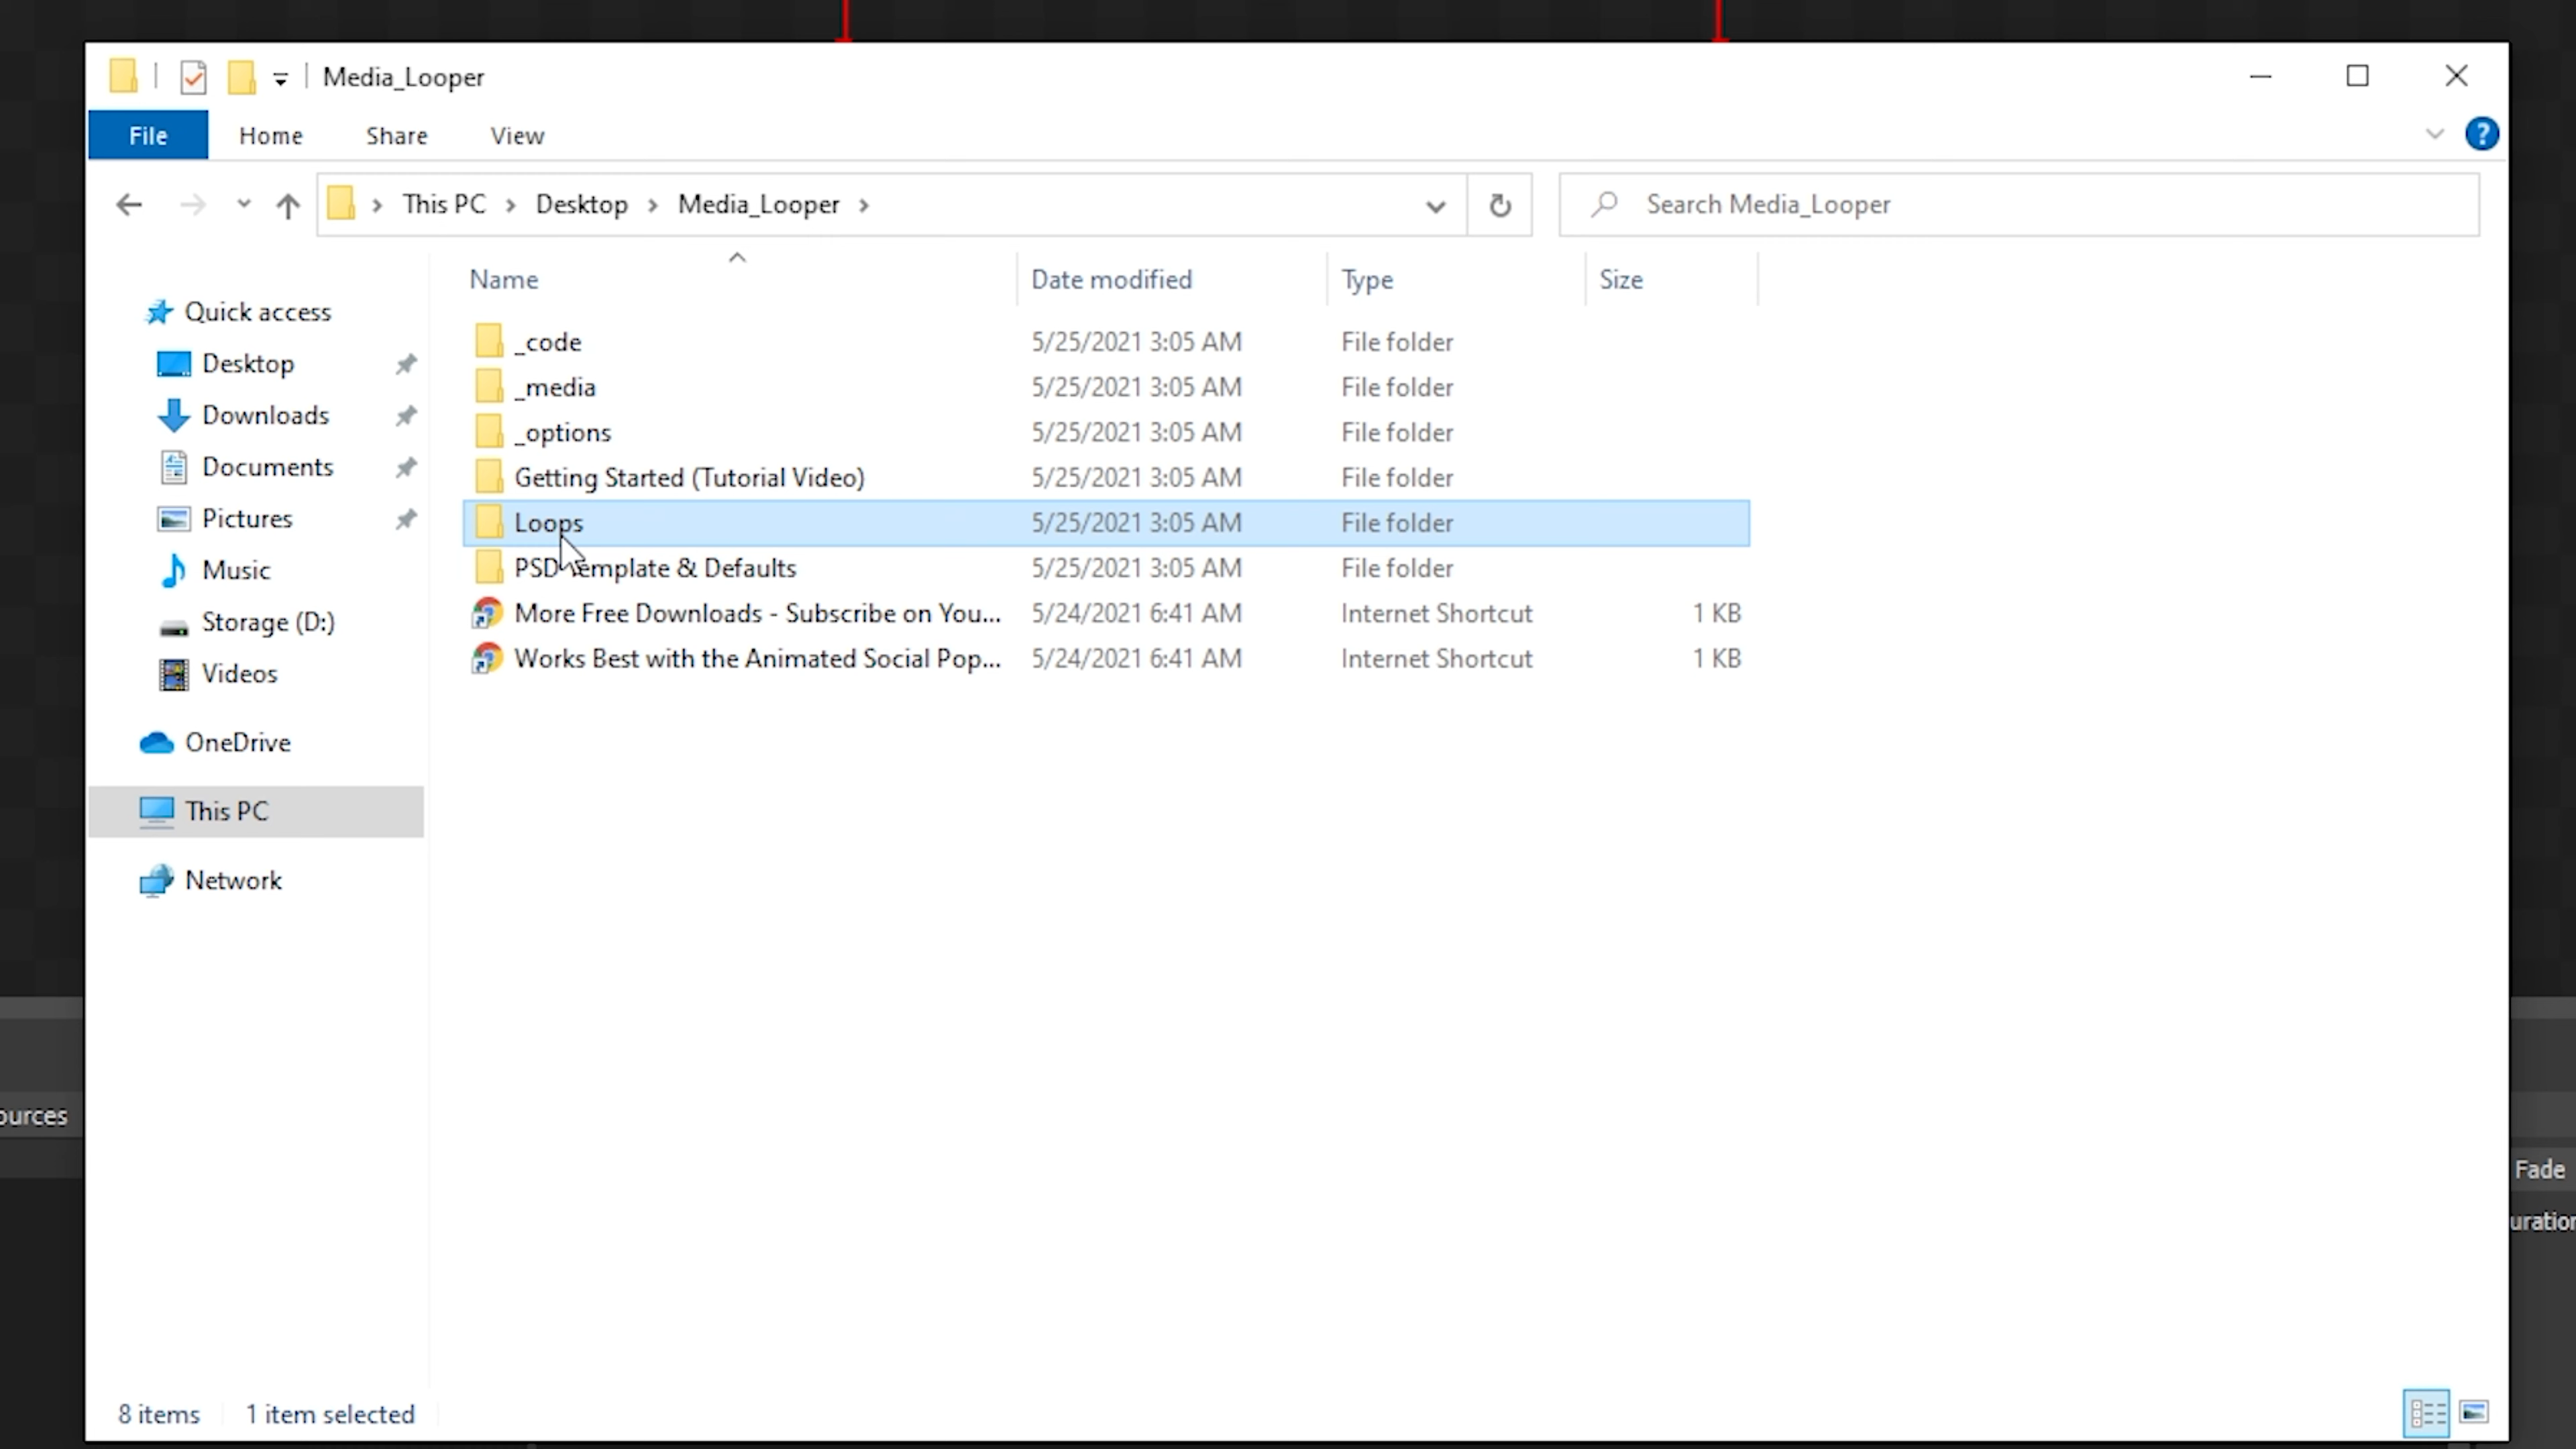 Media_Looper
File Home Share View
This PC Desktop Media_Looper
Search Media_Looper
Name Date modified Type Size
Quick access
Desktop
Downloads
Documents
Pictures
Music
Storage (D:)
Videos
OneDrive
This PC
Network
_code 5/25/2021 3:05 AM File folder
_media 5/25/2021 3:05 AM File folder
_options 5/25/2021 3:05 AM File folder
Getting Started (Tutorial Video) 5/25/2021 3:05 AM File folder
Loops 5/25/2021 3:05 AM File folder
PSD Template & Defaults 5/25/2021 3:05 AM File folder
More Free Downloads - Subscribe on You... 5/24/2021 6:41 AM Internet Shortcut 1 KB
Works Best with the Animated Social Pop... 5/24/2021 6:41 AM Internet Shortcut 1 KB
ources
Fade
uration
8 items 1 item selected